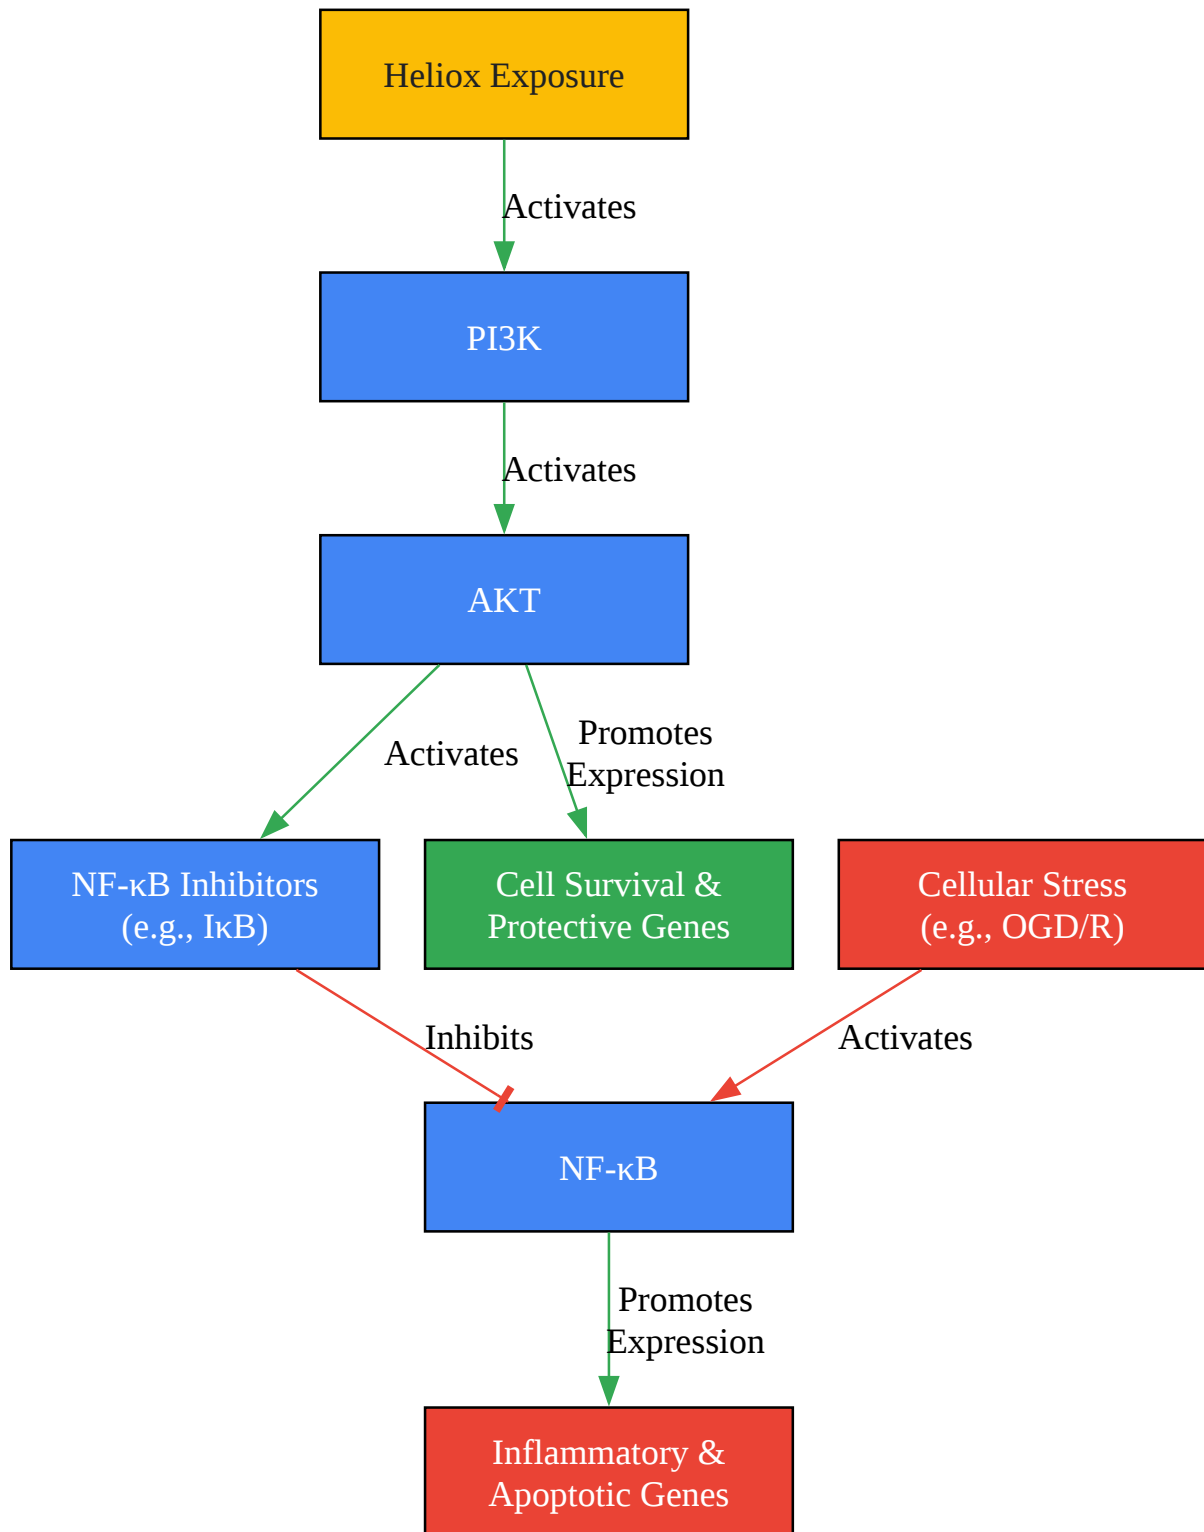 Heliox Exposure
Activates
PI3K
Activates
AKT
Activates
Promotes
Expression
NF-κB Inhibitors
(e.g., IκB)
Cell Survival &
Protective Genes
Cellular Stress
(e.g., OGD/R)
Inhibits
Activates
NF-κB
Promotes
Expression
Inflammatory &
Apoptotic Genes